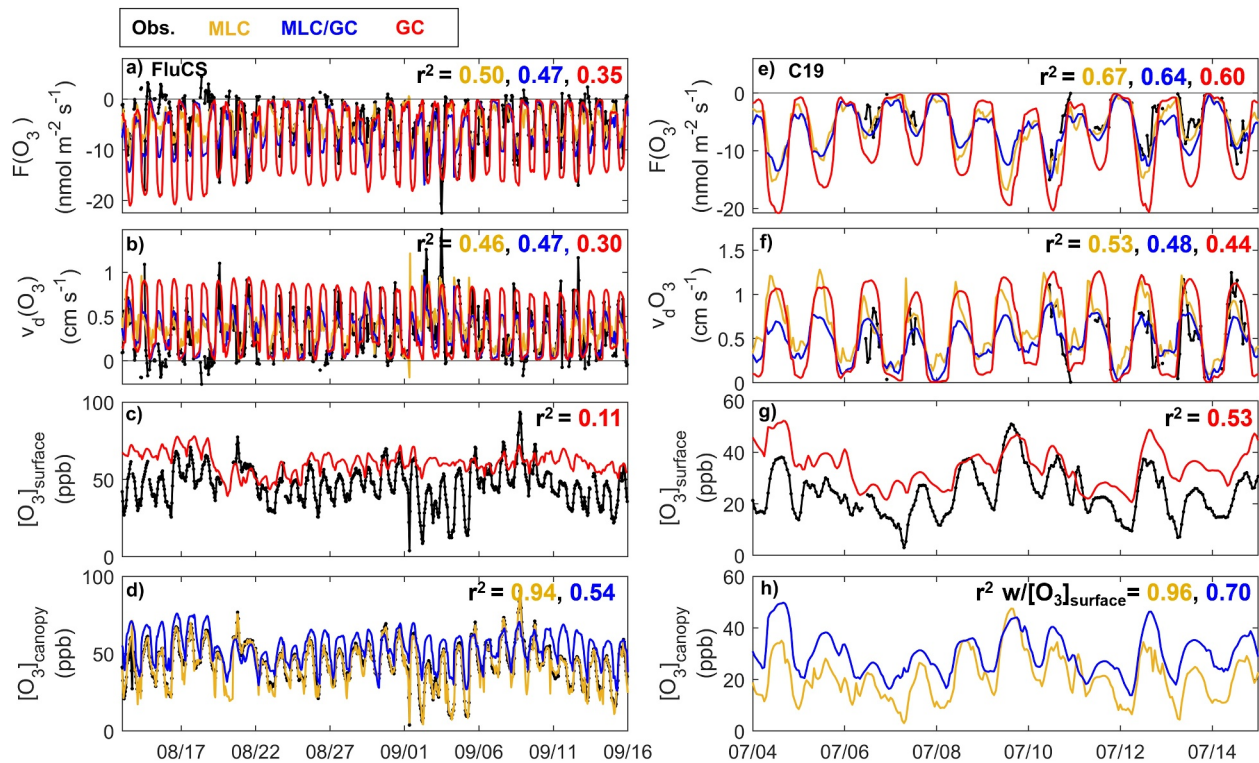 Obs. MLC MLC/GC GC
a) FluCS
r² = 0.50, 0.47, 0.35
F(O₃)
(nmol m⁻² s⁻¹)
0
-10
-20
b)
r² = 0.46, 0.47, 0.30
v_d(O₃)
(cm s⁻¹)
1
0.5
0
c)
r² = 0.11
[O₃]surface
(ppb)
100
50
0
d)
0.94, 0.54
r² =
[O₃]canopy
(ppb)
100
50
0
08/17 08/22 08/27 09/01 09/06 09/11 09/16
e) C19
r² = 0.67, 0.64, 0.60
F(O₃)
(nmol m⁻² s⁻¹)
0
-10
-20
f)
r² = 0.53, 0.48, 0.44
v_dO₃
(cm s⁻¹)
1.5
1
0.5
0
g)
r² = 0.53
[O₃]surface
(ppb)
60
40
20
0
h)
r² w/[O₃]surface= 0.96, 0.70
[O₃]canopy
(ppb)
60
40
20
0
07/04 07/06 07/08 07/10 07/12 07/14